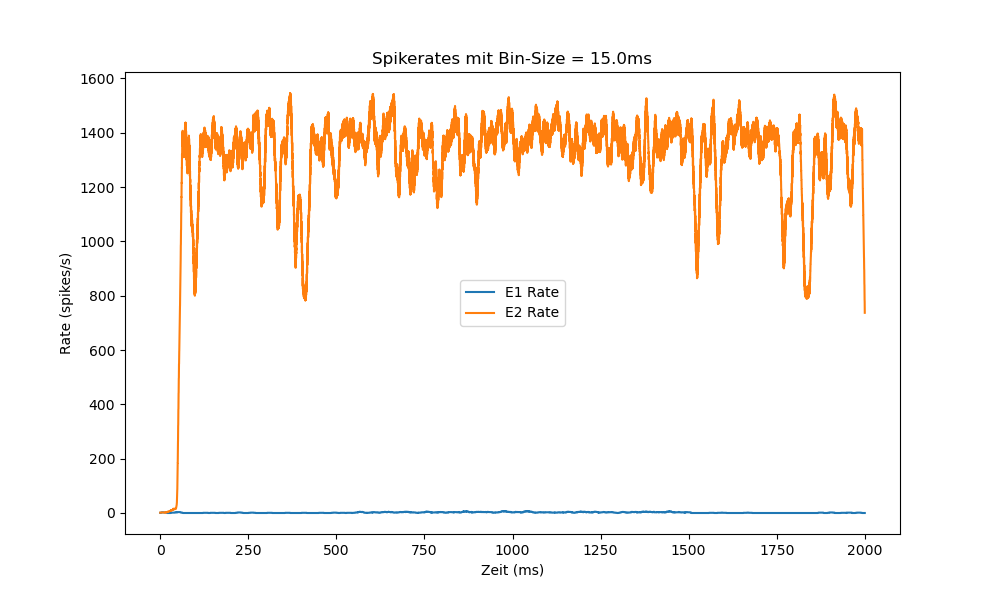 Spikerates mit Bin-Size = 15.0ms
Rate (spikes/s)
1600
1400
1200
1000
800
600
400
200
0
E1 Rate
E2 Rate
0 250 500 750 1000 1250 1500 1750 2000
Zeit (ms)